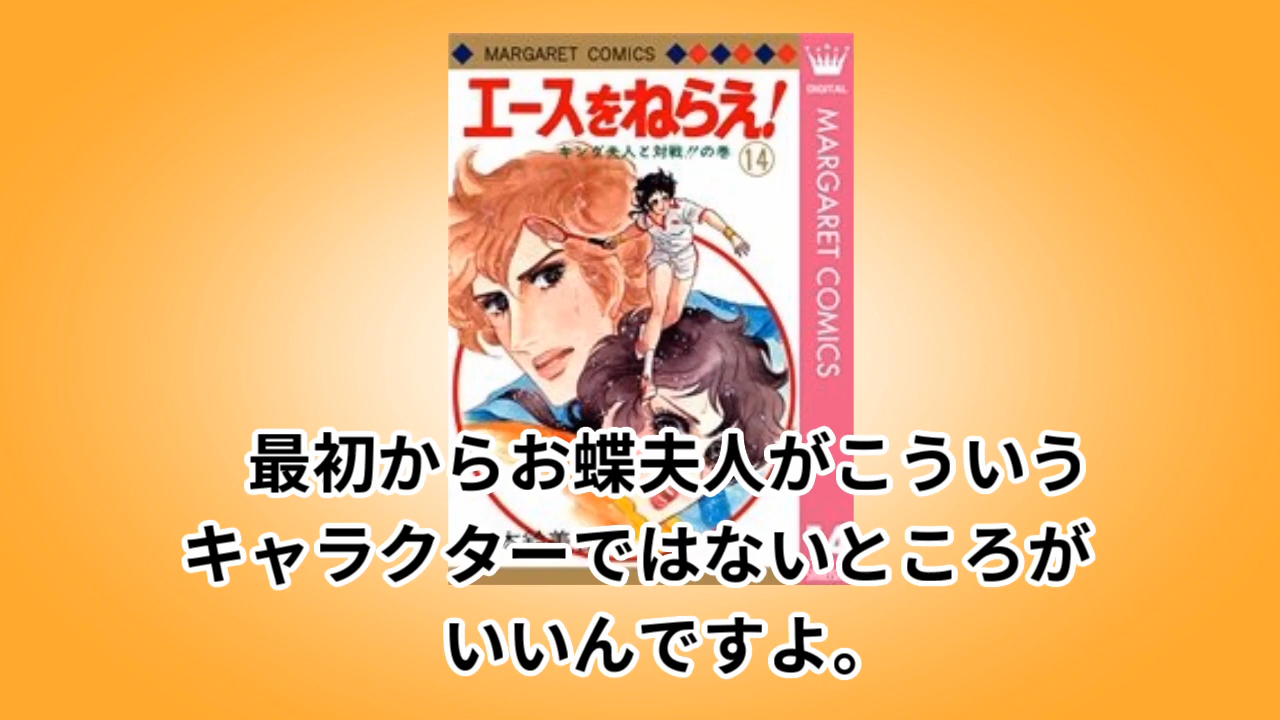 MARGARET COMICS
エースをねらえ!
キング夫人と対戦!!の巻
14
DIGITAL
MARGARET COMICS
最初からお蝶夫人がこういう
キャラクターではないところが
いいんですよ。